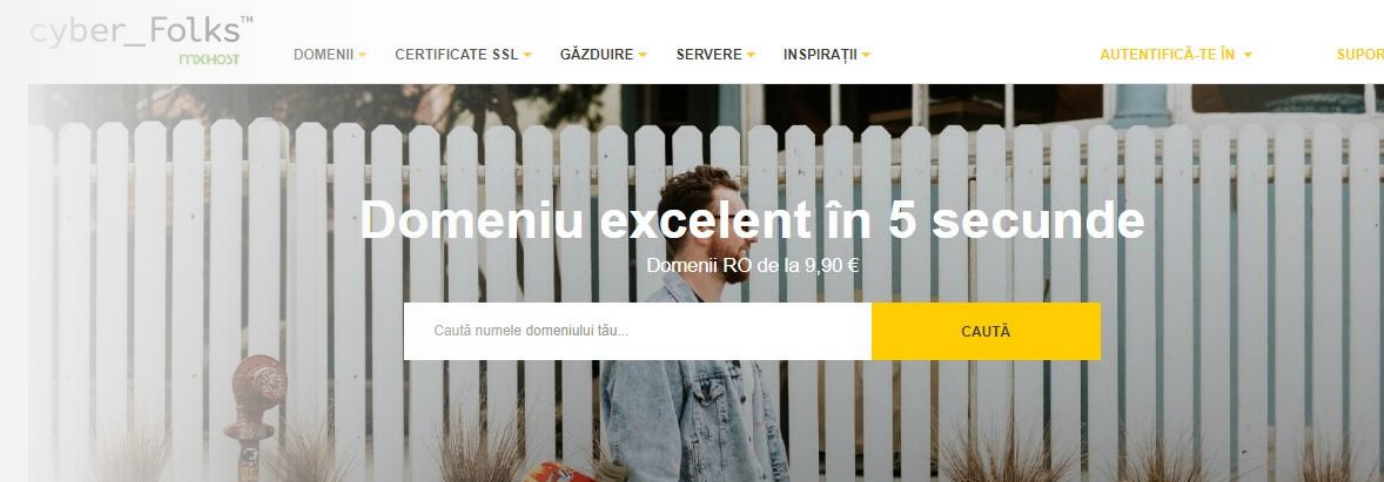 cyber_Folks™
mxHOST
DOMENII CERTIFICATE SSL GĂZDUIRE SERVERE INSPIRAȚII AUTENTIFICĂ-TE ÎN SUPOR
Domeniu excelent în 5 secunde
Domenii RO de la 9,90 €
Caută numele domeniului tău... CAUTĂ